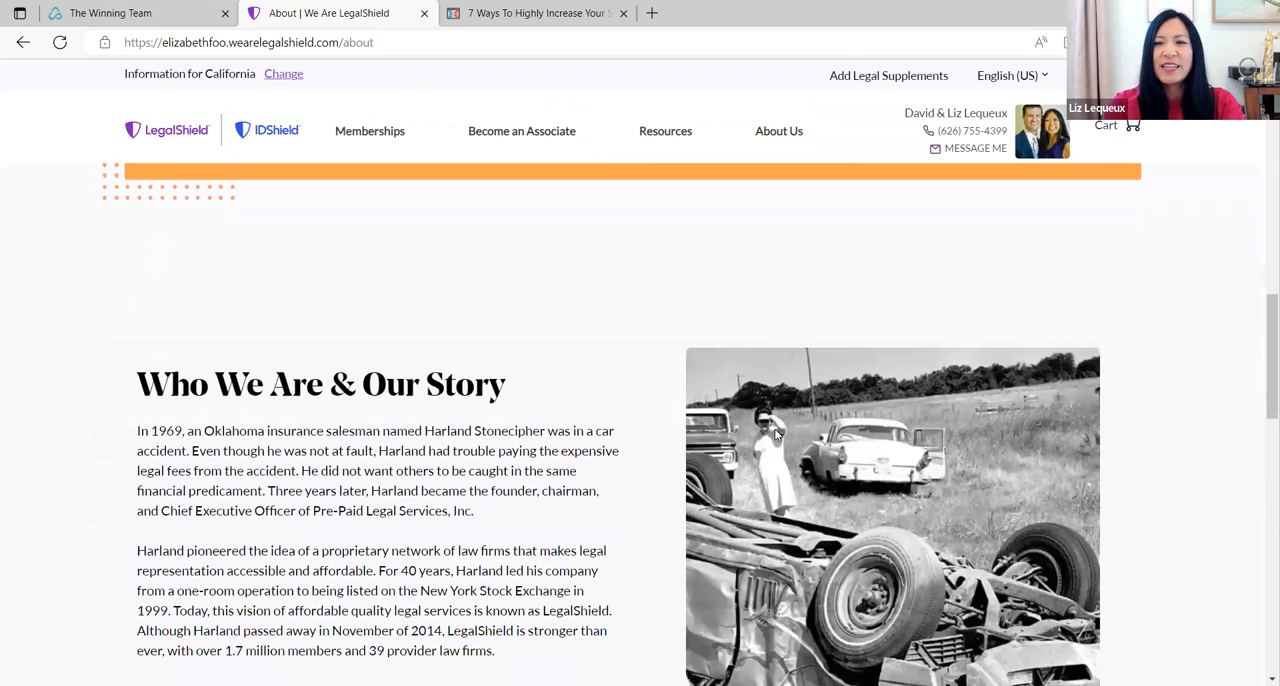 The Winning Team
About | We Are LegalShield
7 Ways To Highly Increase Your S
https://elizabethfoo.wearelegalshield.com/about
Information for California Change
Add Legal Supplements
English (US)
Liz Lequeux
LegalShield
IDShield
Memberships
Become an Associate
Resources
About Us
David & Liz Lequeux
(626) 755-4399
MESSAGE ME
Cart
Who We Are & Our Story
In 1969, an Oklahoma insurance salesman named Harland Stonecipher was in a car
accident. Even though he was not at fault, Harland had trouble paying the expensive
legal fees from the accident. He did not want others to be caught in the same
financial predicament. Three years later, Harland became the founder, chairman,
and Chief Executive Officer of Pre-Paid Legal Services, Inc.
Harland pioneered the idea of a proprietary network of law firms that makes legal
representation accessible and affordable. For 40 years, Harland led his company
from a one-room operation to being listed on the New York Stock Exchange in
1999. Today, this vision of affordable quality legal services is known as LegalShield.
Although Harland passed away in November of 2014, LegalShield is stronger than
ever, with over 1.7 million members and 39 provider law firms.